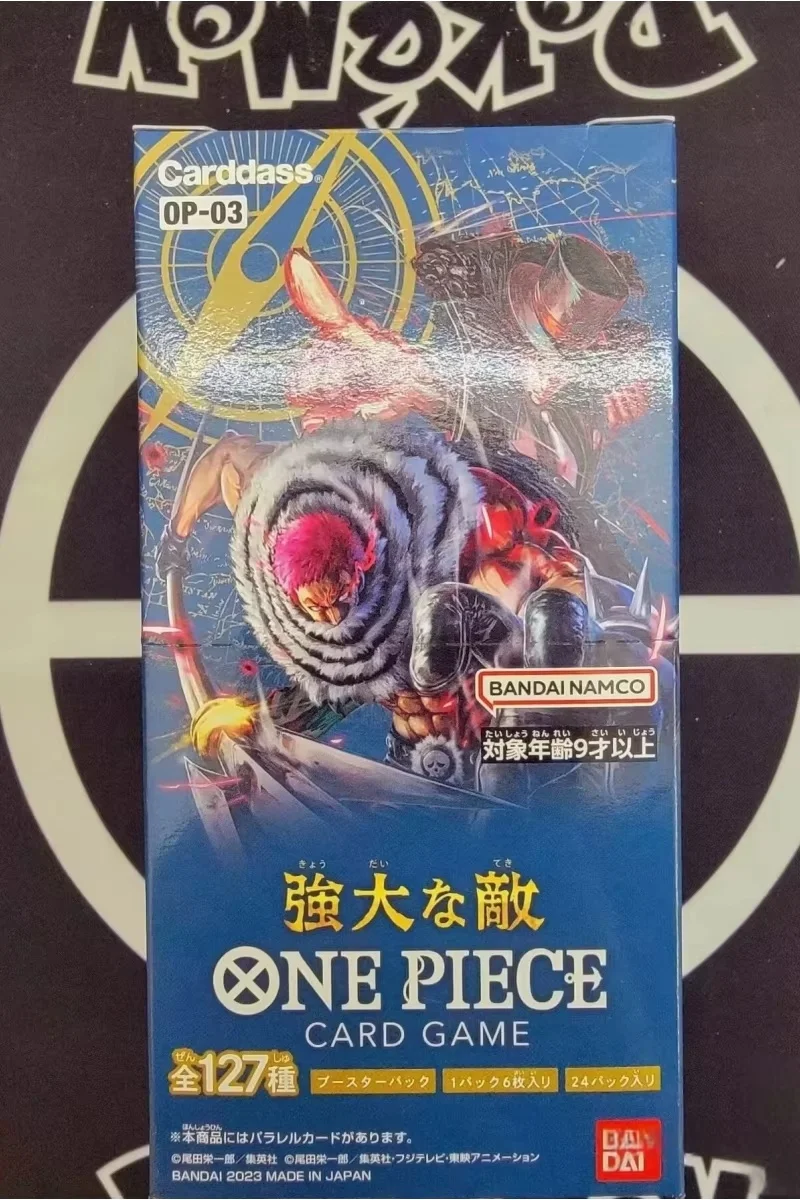 POKéMON
Carddass®
OP-03
BANDAI NAMCO
たいしょう ねん れい さい い じょう
対象年齢9才以上
きょう だい てき
強大な敵
ONE PIECE
CARD GAME
ぜん しゅ
全127種
ブースターパック
1パック6枚入り
24パック入り
ほんしょうひん
※本商品にはパラレルカードがあります。
©尾田栄一郎/集英社 ©尾田栄一郎/集英社・フジテレビ・東映アニメーション
BANDAI 2023 MADE IN JAPAN
BAN
DAI